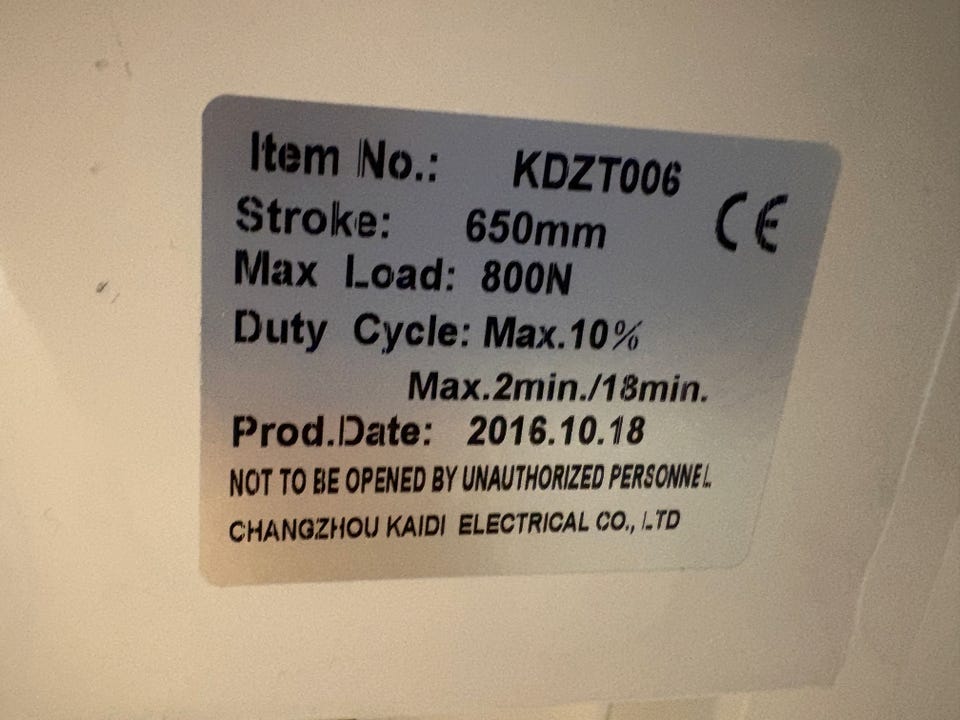 Item No.: KDZT006
Stroke: 650mm CE
Max Load: 800N
Duty Cycle: Max.10%
Max.2min./18min.
Prod.Date: 2016.10.18
NOT TO BE OPENED BY UNAUTHORIZED PERSONNEL
CHANGZHOU KAIDI ELECTRICAL CO., LTD